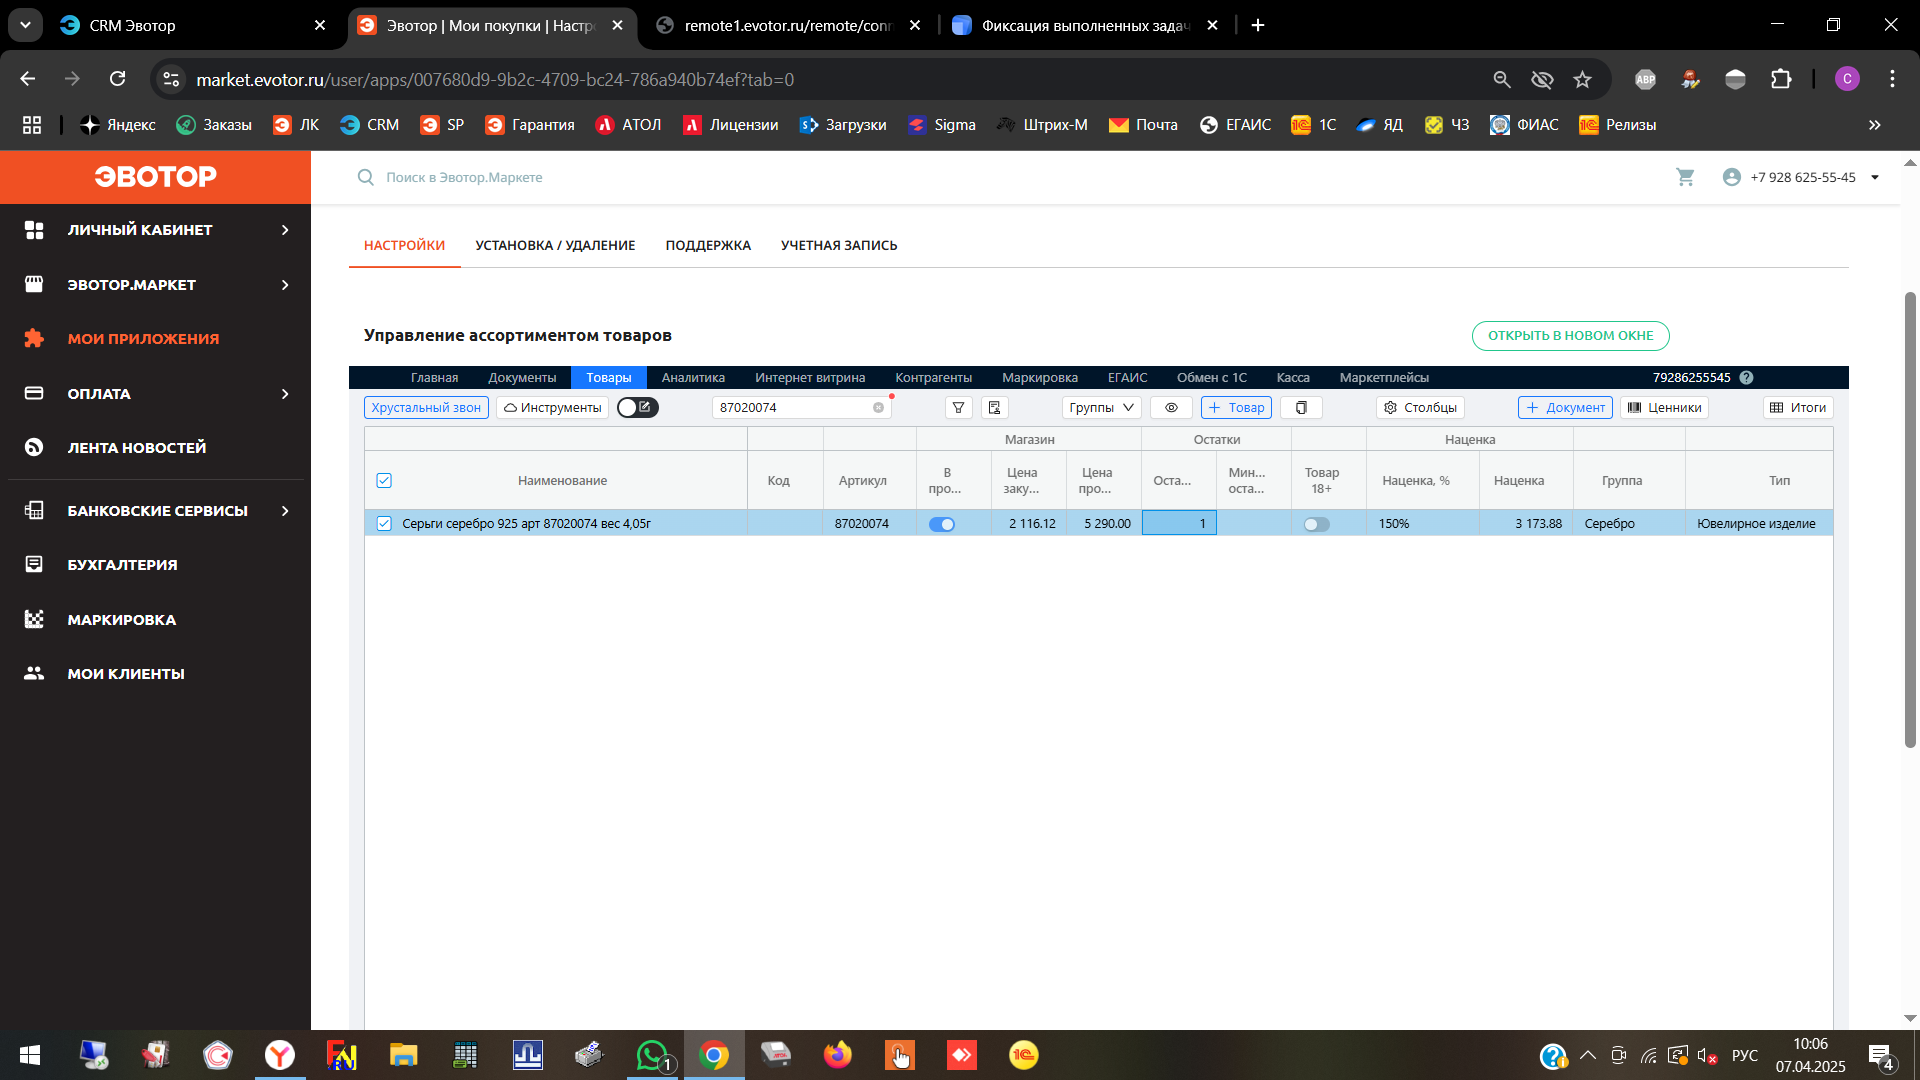 CRM Эвотор
Эвотор | Мои покупки | Настро
remote1.evotor.ru/remote/conn
Фиксация выполненных задач
market.evotor.ru/user/apps/007680d9-9b2c-4709-bc24-786a940b74ef?tab=0
ABP
C
Яндекс
Заказы
ЛК
CRM
SP
Гарантия
АТОЛ
Лицензии
Загрузки
Sigma
Штрих-М
Почта
ЕГАИС
1С
ЯД
ЧЗ
ФИАС
Релизы
ЭВОТОР
Поиск в Эвотор.Маркете
+7 928 625-55-45
ЛИЧНЫЙ КАБИНЕТ
ЭВОТОР.МАРКЕТ
МОИ ПРИЛОЖЕНИЯ
ОПЛАТА
ЛЕНТА НОВОСТЕЙ
БАНКОВСКИЕ СЕРВИСЫ
БУХГАЛТЕРИЯ
МАРКИРОВКА
МОИ КЛИЕНТЫ
НАСТРОЙКИ
УСТАНОВКА / УДАЛЕНИЕ
ПОДДЕРЖКА
УЧЕТНАЯ ЗАПИСЬ
Управление ассортиментом товаров
ОТКРЫТЬ В НОВОМ ОКНЕ
Главная
Документы
Товары
Аналитика
Интернет витрина
Контрагенты
Маркировка
ЕГАИС
Обмен с 1С
Касса
Маркетплейсы
79286255545
Хрустальный звон
Инструменты
87020074
Группы
Товар
Столбцы
Документ
Ценники
Итоги
Магазин
Остатки
Наценка
Наименование
Код
Артикул
В про...
Цена заку...
Цена про...
Оста...
Мин... оста...
Товар 18+
Наценка, %
Наценка
Группа
Тип
Серьги серебро 925 арт 87020074 вес 4,05г
87020074
2 116.12
5 290.00
1
150%
3 173.88
Серебро
Ювелирное изделие
1
РУС
10:06
07.04.2025
4